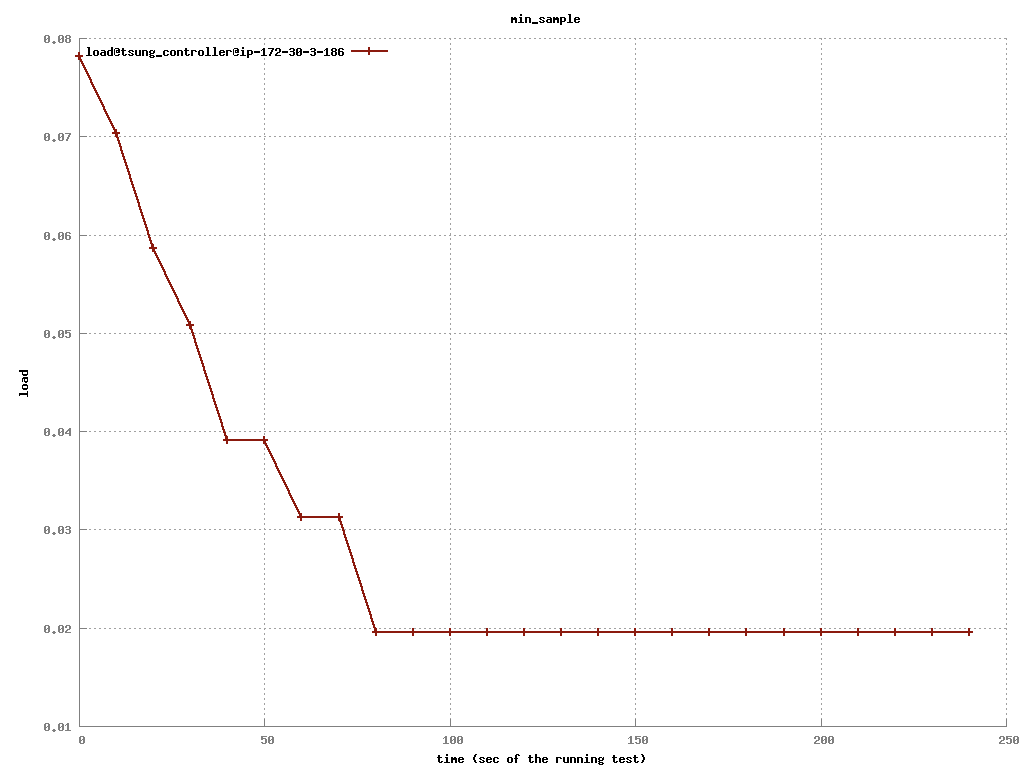 min_sample
load@tsung_controller@ip-172-30-3-186
0.08
0.07
0.06
0.05
0.04
0.03
0.02
0.01
load
0 50 100 150 200 250
time (sec of the running test)